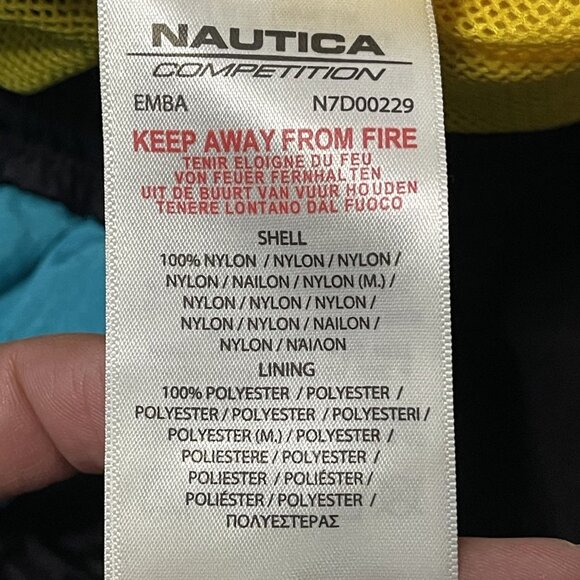 NAUTICA
COMPETITION
EMBA N7D00229
KEEP AWAY FROM FIRE
TENIR ELOIGNE DU FEU
VON FEUER FERNHALTEN
UIT DE BUURT VAN VUUR HOUDEN
TENERE LONTANO DAL FUOCO
SHELL
100% NYLON / NYLON / NYLON /
NYLON / NAILON / NYLON (M.) /
NYLON / NYLON / NYLON /
NYLON / NYLON / NAILON /
NYLON / ΝΆΙΛΟΝ
LINING
100% POLYESTER / POLYESTER /
POLYESTER / POLYESTER / POLYESTERI /
POLYESTER (M.) / POLYESTER /
POLIESTERE / POLYESTER /
POLIESTER / POLIÉSTER /
POLIÉSTER / POLYESTER /
ΠΟΛΥΕΣΤΕΡΑΣ